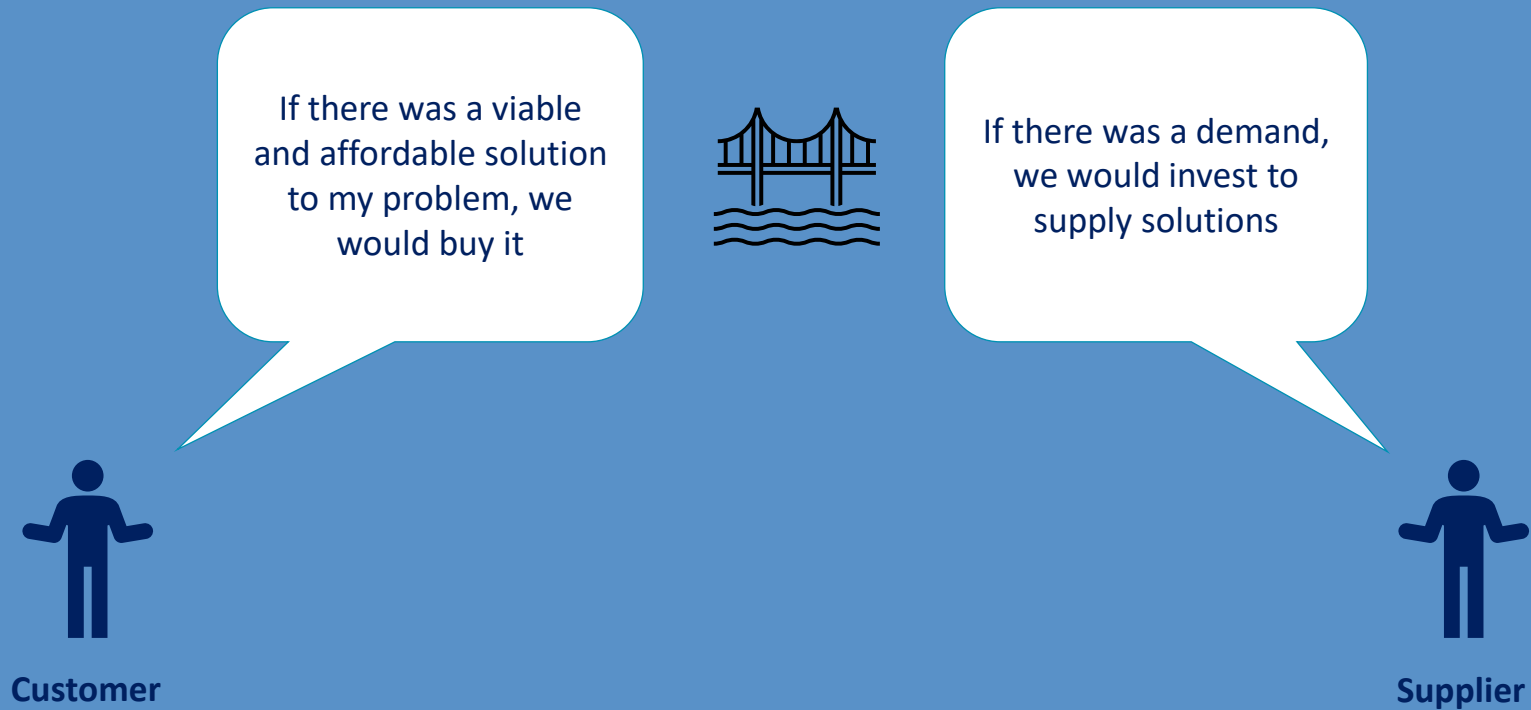 If there was a viable
and affordable solution
to my problem, we
would buy it
If there was a demand,
we would invest to
supply solutions
Customer
Supplier